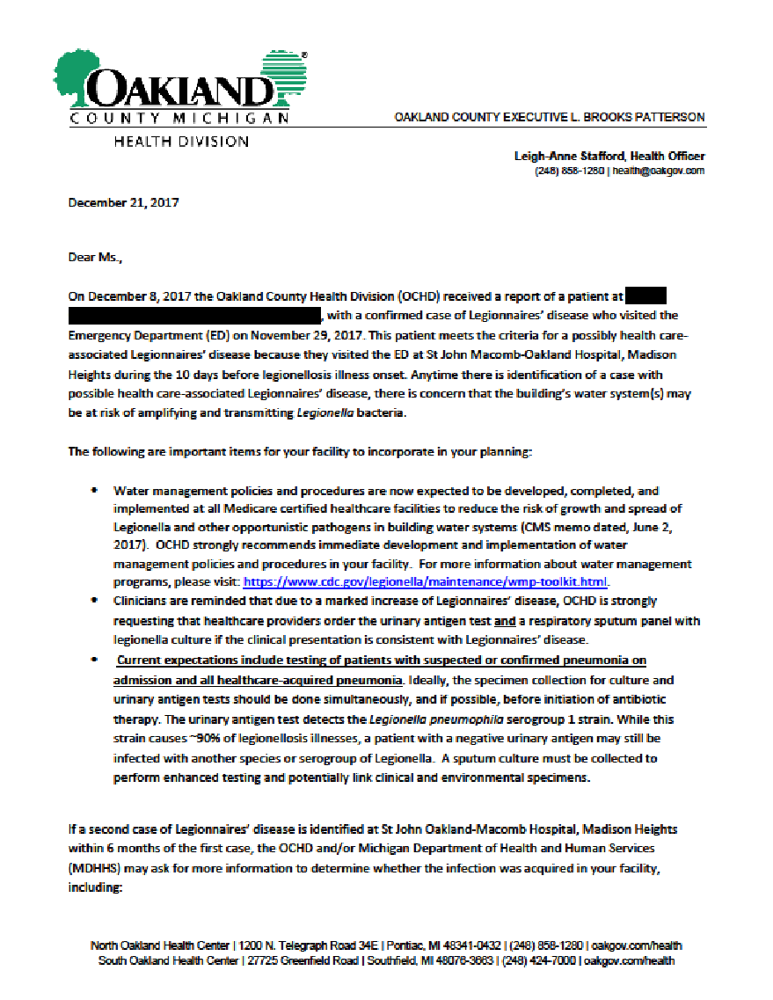 OAKLAND®
COUNTY MICHIGAN
HEALTH DIVISION
OAKLAND COUNTY EXECUTIVE L. BROOKS PATTERSON
Leigh-Anne Stafford, Health Officer
(248) 858-1280 | health@oakgov.com
December 21, 2017
Dear Ms.,
On December 8, 2017 the Oakland County Health Division (OCHD) received a report of a patient at
, with a confirmed case of Legionnaires’ disease who visited the
Emergency Department (ED) on November 29, 2017. This patient meets the criteria for a possibly health care-
associated Legionnaires’ disease because they visited the ED at St John Macomb-Oakland Hospital, Madison
Heights during the 10 days before legionellosis illness onset. Anytime there is identification of a case with
possible health care-associated Legionnaires’ disease, there is concern that the building’s water system(s) may
be at risk of amplifying and transmitting Legionella bacteria.
The following are important items for your facility to incorporate in your planning:
• Water management policies and procedures are now expected to be developed, completed, and
implemented at all Medicare certified healthcare facilities to reduce the risk of growth and spread of
Legionella and other opportunistic pathogens in building water systems (CMS memo dated, June 2,
2017). OCHD strongly recommends immediate development and implementation of water
management policies and procedures in your facility. For more information about water management
programs, please visit: https://www.cdc.gov/legionella/maintenance/wmp-toolkit.html.
• Clinicians are reminded that due to a marked increase of Legionnaires’ disease, OCHD is strongly
requesting that healthcare providers order the urinary antigen test and a respiratory sputum panel with
legionella culture if the clinical presentation is consistent with Legionnaires’ disease.
• Current expectations include testing of patients with suspected or confirmed pneumonia on
admission and all healthcare-acquired pneumonia. Ideally, the specimen collection for culture and
urinary antigen tests should be done simultaneously, and if possible, before initiation of antibiotic
therapy. The urinary antigen test detects the Legionella pneumophila serogroup 1 strain. While this
strain causes ~90% of legionellosis illnesses, a patient with a negative urinary antigen may still be
infected with another species or serogroup of Legionella. A sputum culture must be collected to
perform enhanced testing and potentially link clinical and environmental specimens.
If a second case of Legionnaires’ disease is identified at St John Oakland-Macomb Hospital, Madison Heights
within 6 months of the first case, the OCHD and/or Michigan Department of Health and Human Services
(MDHHS) may ask for more information to determine whether the infection was acquired in your facility,
including:
North Oakland Health Center | 1200 N. Telegraph Road 34E | Pontiac, MI 48341-0432 | (248) 858-1280 | oakgov.com/health
South Oakland Health Center | 27725 Greenfield Road | Southfield, MI 48076-3663 | (248) 424-7000 | oakgov.com/health